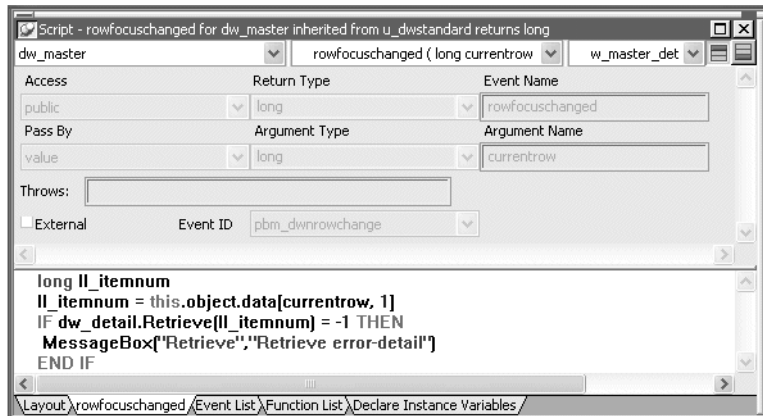 Script - rowfocuschanged for dw_master inherited from u_dwstandard returns long
dw_master rowfocuschanged ( long currentrow w_master_det
Access Return Type Event Name
public long rowfocuschanged
Pass By Argument Type Argument Name
value long currentrow
Throws:
External Event ID pbm_dwnrowchange
long ll_itemnum
ll_itemnum = this.object.data[currentrow, 1]
IF dw_detail.Retrieve(ll_itemnum) = -1 THEN
MessageBox("Retrieve","Retrieve error-detail")
END IF
Layout rowfocuschanged Event List Function List Declare Instance Variables